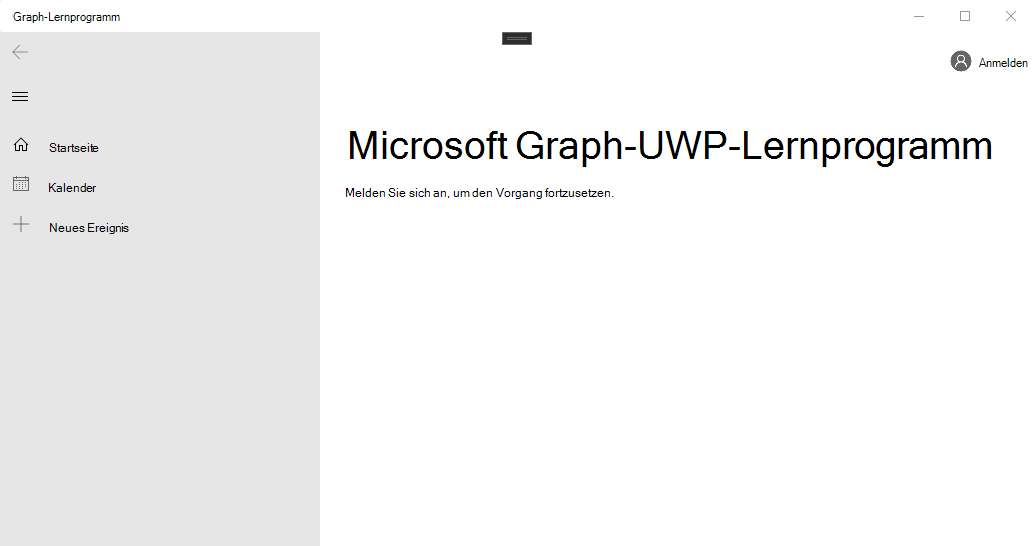 Graph-Lernprogramm
Anmelden
Startseite
Kalender
Neues Ereignis
Microsoft Graph-UWP-Lernprogramm
Melden Sie sich an, um den Vorgang fortzusetzen.